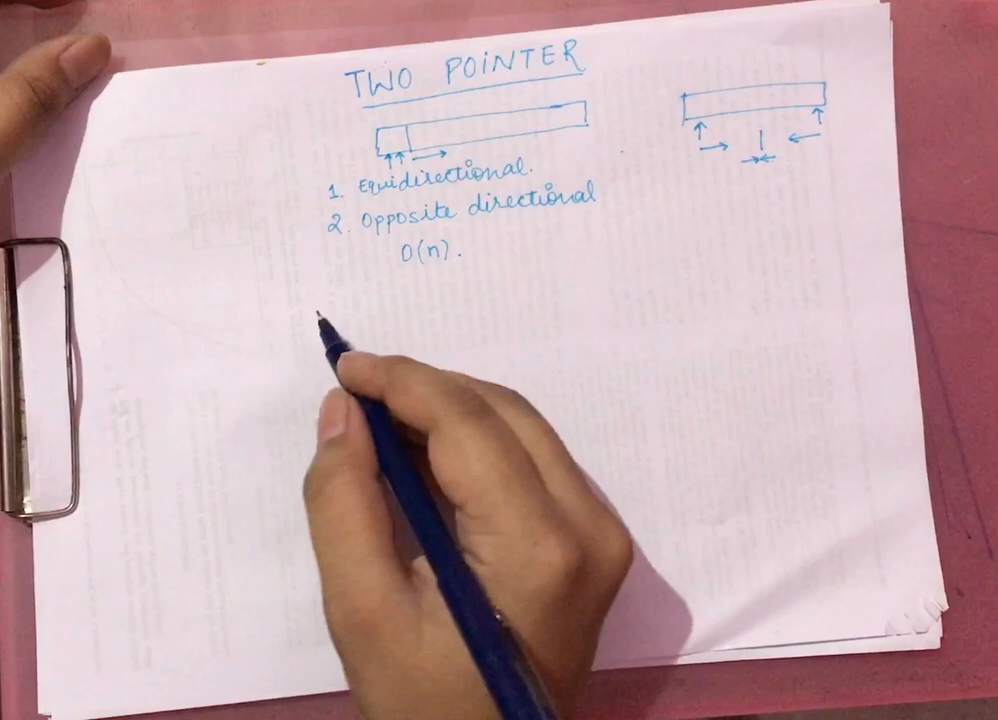 TWO POINTER
1. Equidirectional.
2. Opposite directional
O(n).